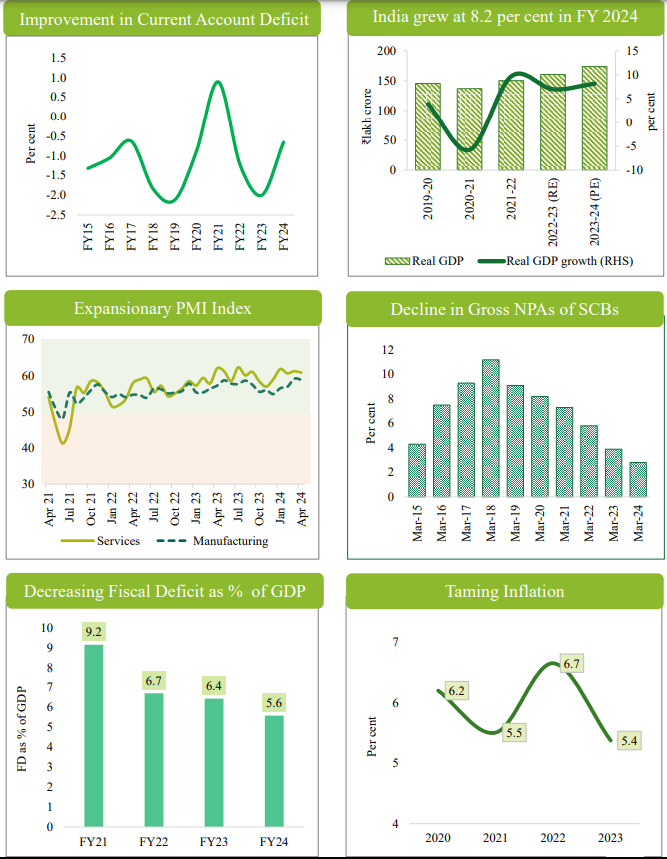 Improvement in Current Account Deficit
Per cent
1.5
1.0
0.5
0.0
-0.5
-1.0
-1.5
-2.0
-2.5
FY15
FY16
FY17
FY18
FY19
FY20
FY21
FY22
FY23
FY24
India grew at 8.2 per cent in FY 2024
₹lakh crore
200
150
100
50
0
15
10
5
0
-5
-10
per cent
2019-20
2020-21
2021-22
2022-23 (RE)
2023-24 (PE)
Real GDP
Real GDP growth (RHS)
Expansionary PMI Index
70
60
50
40
30
Apr 21
Jul 21
Oct 21
Jan 22
Apr 22
Jul 22
Oct 22
Jan 23
Apr 23
Jul 23
Oct 23
Jan 24
Apr 24
Services
Manufacturing
Decline in Gross NPAs of SCBs
Per cent
12
10
8
6
4
2
0
Mar-15
Mar-16
Mar-17
Mar-18
Mar-19
Mar-20
Mar-21
Mar-22
Mar-23
Mar-24
Decreasing Fiscal Deficit as % of GDP
FD as % of GDP
10
9
8
7
6
5
4
3
2
1
0
9.2
6.7
6.4
5.6
FY21
FY22
FY23
FY24
Taming Inflation
Per cent
7
6
5
4
6.2
5.5
6.7
5.4
2020
2021
2022
2023